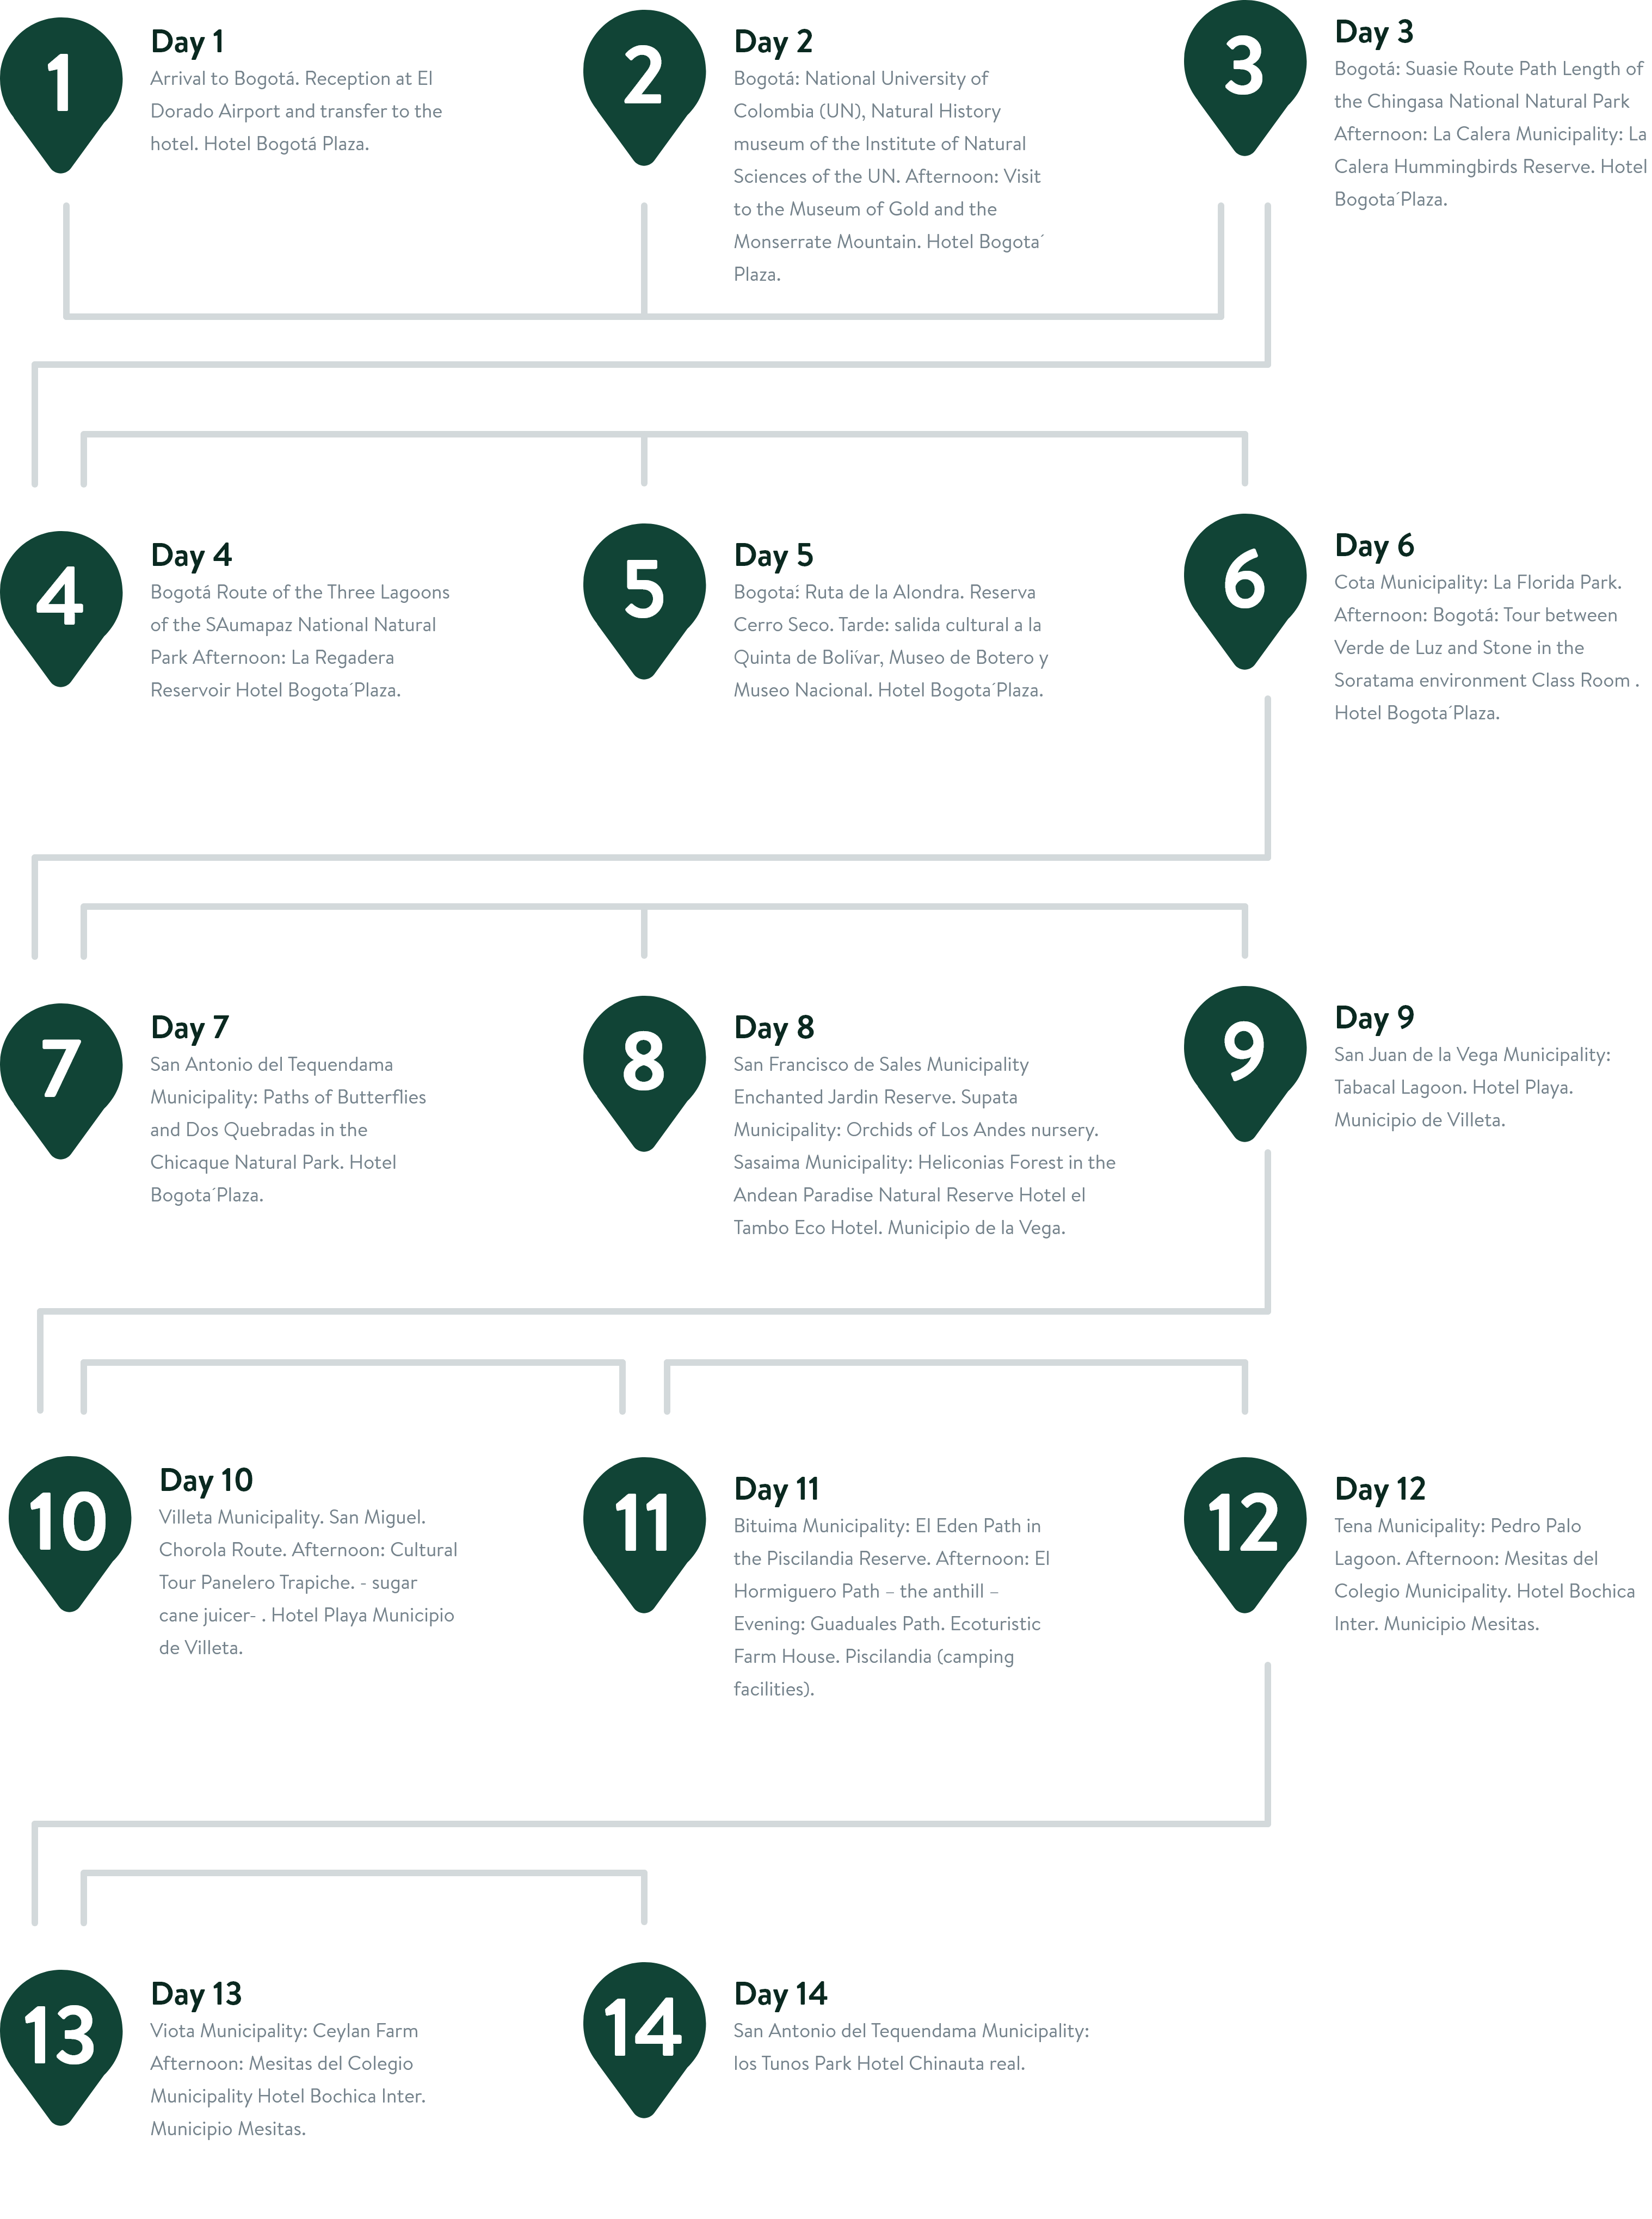 1
Day 1
Arrival to Bogotá. Reception at El
Dorado Airport and transfer to the
hotel. Hotel Bogotá Plaza.
2
Day 2
Bogotá: National University of
Colombia (UN), Natural History
museum of the Institute of Natural
Sciences of the UN. Afternoon: Visit
to the Museum of Gold and the
Monserrate Mountain. Hotel Bogota´
Plaza.
3
Day 3
Bogotá: Suasie Route Path Length of
the Chingasa National Natural Park
Afternoon: La Calera Municipality: La
Calera Hummingbirds Reserve. Hotel
Bogota´Plaza.
4
Day 4
Bogotá Route of the Three Lagoons
of the SAumapaz National Natural
Park Afternoon: La Regadera
Reservoir Hotel Bogota´Plaza.
5
Day 5
Bogotá: Ruta de la Alondra. Reserva
Cerro Seco. Tarde: salida cultural a la
Quinta de Bolívar, Museo de Botero y
Museo Nacional. Hotel Bogota´Plaza.
6
Day 6
Cota Municipality: La Florida Park.
Afternoon: Bogotá: Tour between
Verde de Luz and Stone in the
Soratama environment Class Room .
Hotel Bogota´Plaza.
7
Day 7
San Antonio del Tequendama
Municipality: Paths of Butterflies
and Dos Quebradas in the
Chicaque Natural Park. Hotel
Bogota´Plaza.
8
Day 8
San Francisco de Sales Municipality
Enchanted Jardin Reserve. Supata
Municipality: Orchids of Los Andes nursery.
Sasaima Municipality: Heliconias Forest in the
Andean Paradise Natural Reserve Hotel el
Tambo Eco Hotel. Municipio de la Vega.
9
Day 9
San Juan de la Vega Municipality:
Tabacal Lagoon. Hotel Playa.
Municipio de Villeta.
10
Day 10
Villeta Municipality. San Miguel.
Chorola Route. Afternoon: Cultural
Tour Panelero Trapiche. - sugar
cane juicer- . Hotel Playa Municipio
de Villeta.
11
Day 11
Bituima Municipality: El Eden Path in
the Piscilandia Reserve. Afternoon: El
Hormiguero Path – the anthill –
Evening: Guaduales Path. Ecoturistic
Farm House. Piscilandia (camping
facilities).
12
Day 12
Tena Municipality: Pedro Palo
Lagoon. Afternoon: Mesitas del
Colegio Municipality. Hotel Bochica
Inter. Municipio Mesitas.
13
Day 13
Viota Municipality: Ceylan Farm
Afternoon: Mesitas del Colegio
Municipality Hotel Bochica Inter.
Municipio Mesitas.
14
Day 14
San Antonio del Tequendama Municipality:
los Tunos Park Hotel Chinauta real.